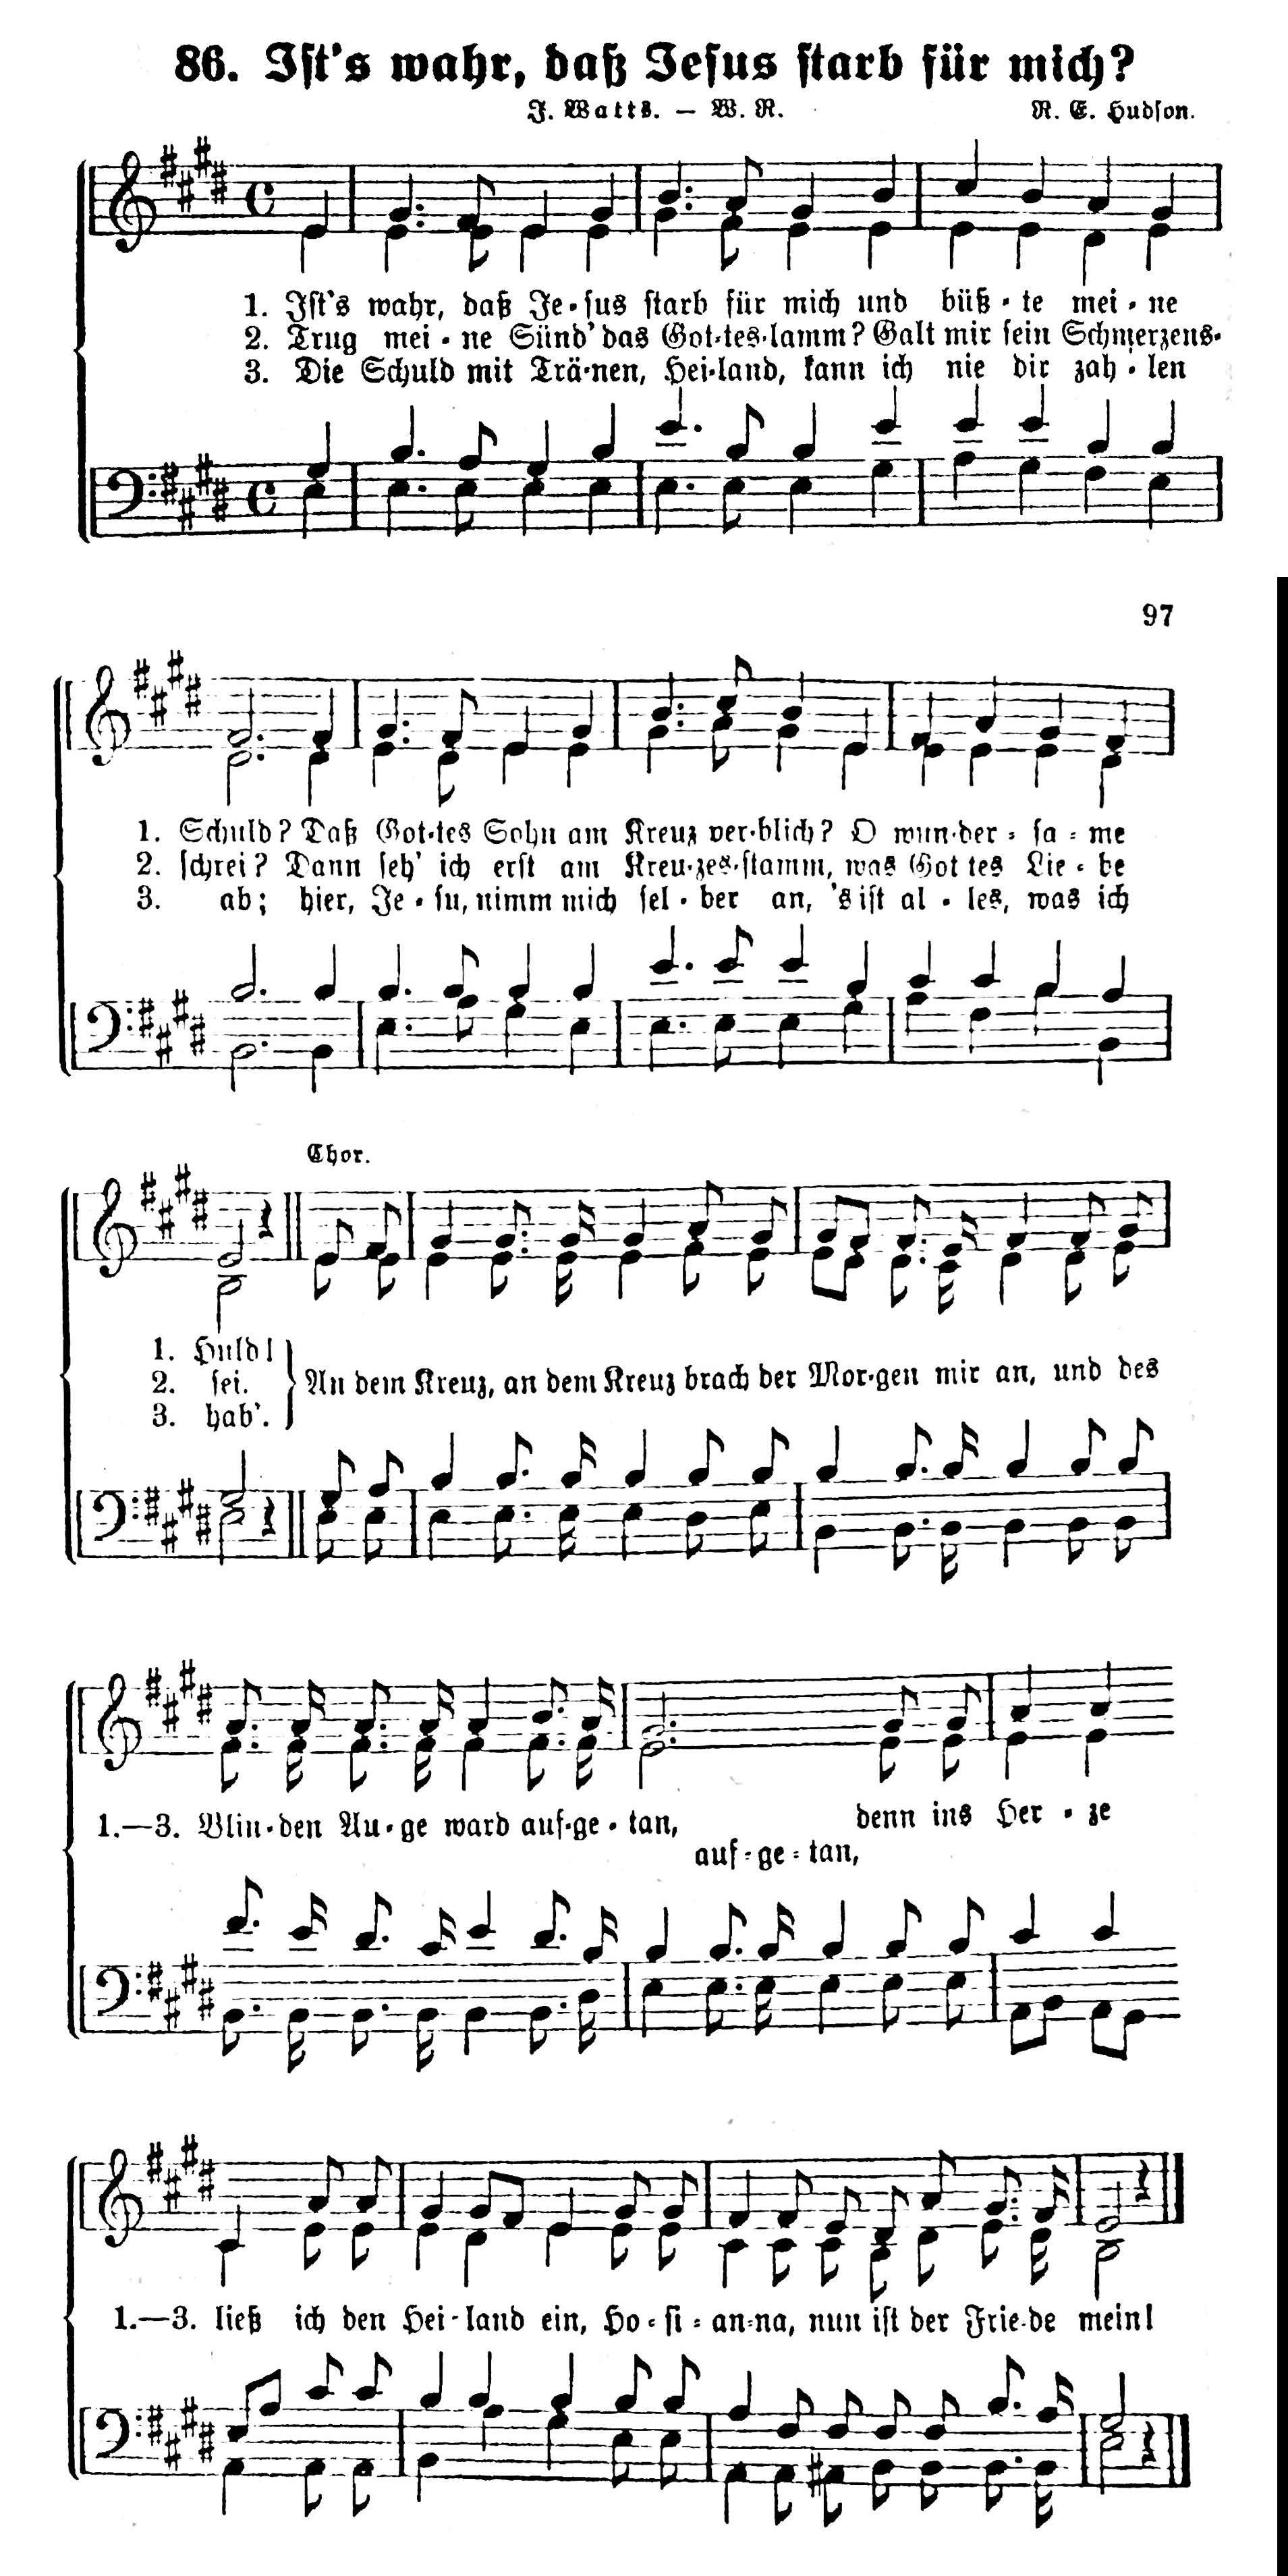 86. Ist's wahr, daß Jesus starb für mich?
J. Watts. — W. R. R. E. Hudson.
1. Ist's wahr, daß Je-sus starb für mich und büß-te mei-ne
2. Trug mei-ne Sünd' das Got-tes-lamm? Galt mir sein Schmerzens-
3. Die Schuld mit Trä-nen, Hei-land, kann ich nie dir zah-len
97
1. Schuld? Daß Got-tes Sohn am Kreuz ver-blich? O wun-der-sa-me
2. schrei? Dann seh' ich erst am Kreu-zes-stamm, was Got tes Lie-be
3. ab; hier, Je-su, nimm mich sel-ber an, 's ist al-les, was ich
Chor.
1. Huld!
2. sei.
3. hab'.
An dem Kreuz, an dem Kreuz brach der Mor-gen mir an, und des
1.—3. Blin-den Au-ge ward auf-ge-tan, denn ins Her-ze
auf-ge-tan,
1.—3. ließ ich den Hei-land ein, Ho-si-an-na, nun ist der Frie-de mein!